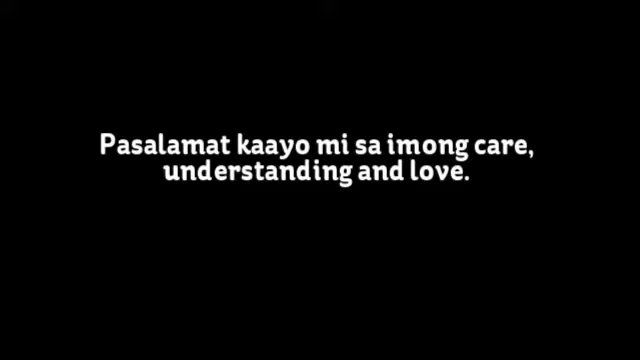 Pasalamat kaayo mi sa imong care,
understanding and love.